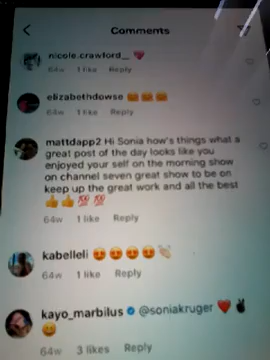 Comments
nicole.crawford_ 💗
64w 1 like Reply
elizabethdowse 👑👑👑
64w 1 like Reply
mattdapp2 Hi Sonia how's things what a
great post of the day looks like you
enjoyed your self on the morning show
on channel seven great show to be on
keep up the great work and all the best
👍👍💯💯
64w 1 like Reply
kabelleli 😍😍😍😍👏🏻
64w 1 like Reply
kayo_marbilus @soniakruger ❤️✌🏿
😄
64w 3 likes Reply